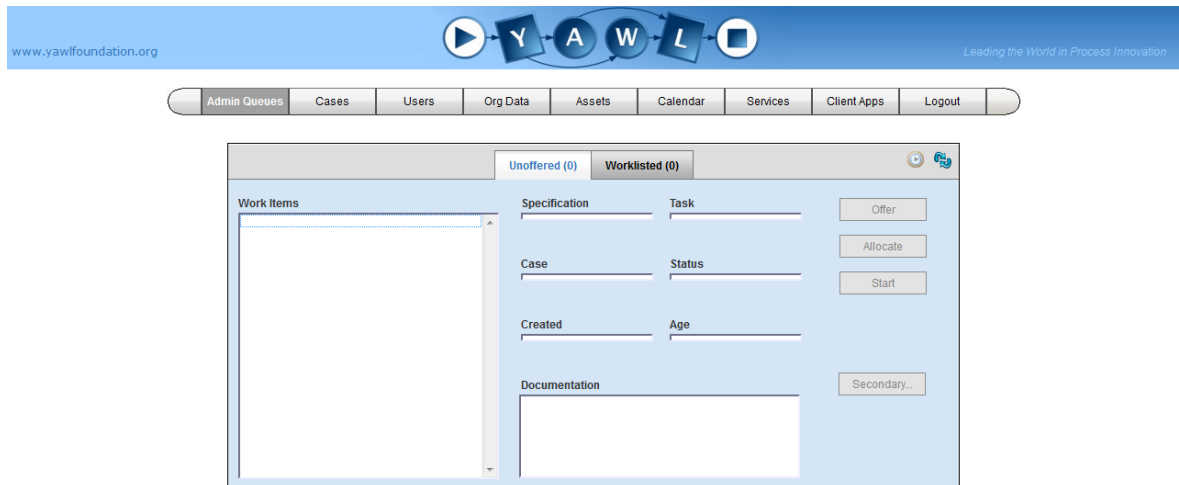 www.yawlfoundation.org
Y A W L
Leading the World in Process Innovation
Admin Queues Cases Users Org Data Assets Calendar Services Client Apps Logout
Unoffered (0) Worklisted (0)
Work Items Specification Task
Offer
Allocate
Case Status
Start
Created Age
Documentation Secondary...